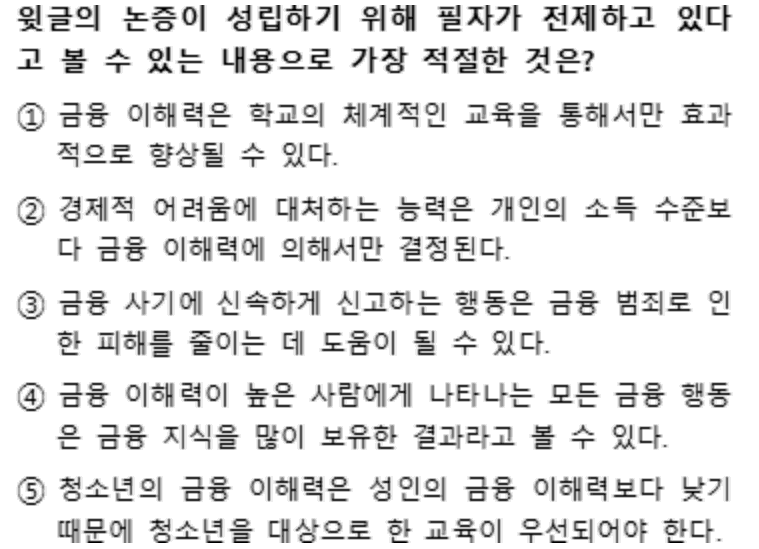 윗글의 논증이 성립하기 위해 필자가 전제하고 있다
고 볼 수 있는 내용으로 가장 적절한 것은?
① 금융 이해력은 학교의 체계적인 교육을 통해서만 효과
적으로 향상될 수 있다.
② 경제적 어려움에 대처하는 능력은 개인의 소득 수준보
다 금융 이해력에 의해서만 결정된다.
③ 금융 사기에 신속하게 신고하는 행동은 금융 범죄로 인
한 피해를 줄이는 데 도움이 될 수 있다.
④ 금융 이해력이 높은 사람에게 나타나는 모든 금융 행동
은 금융 지식을 많이 보유한 결과라고 볼 수 있다.
⑤ 청소년의 금융 이해력은 성인의 금융 이해력보다 낮기
때문에 청소년을 대상으로 한 교육이 우선되어야 한다.